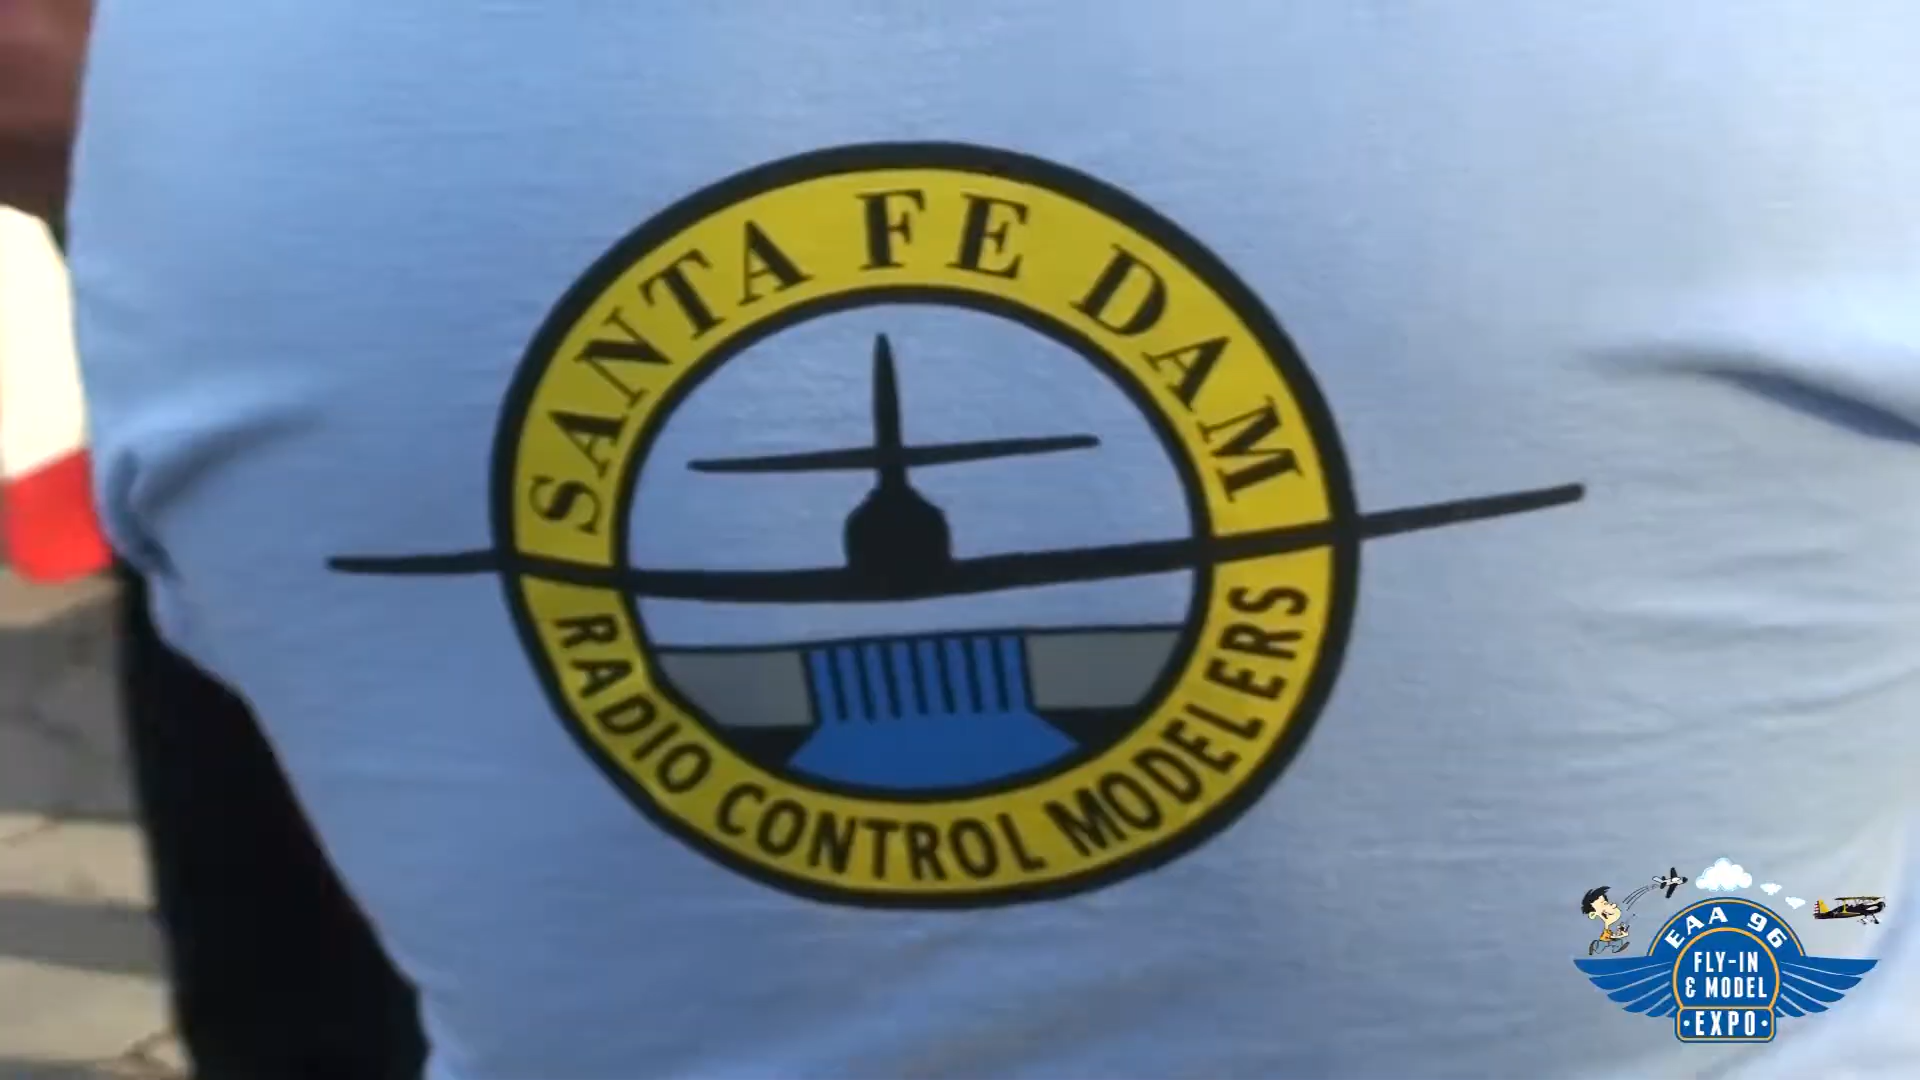 SANTA FE DAM
RADIO CONTROL MODELERS
EAA 96
FLY-IN
& MODEL
·EXPO·